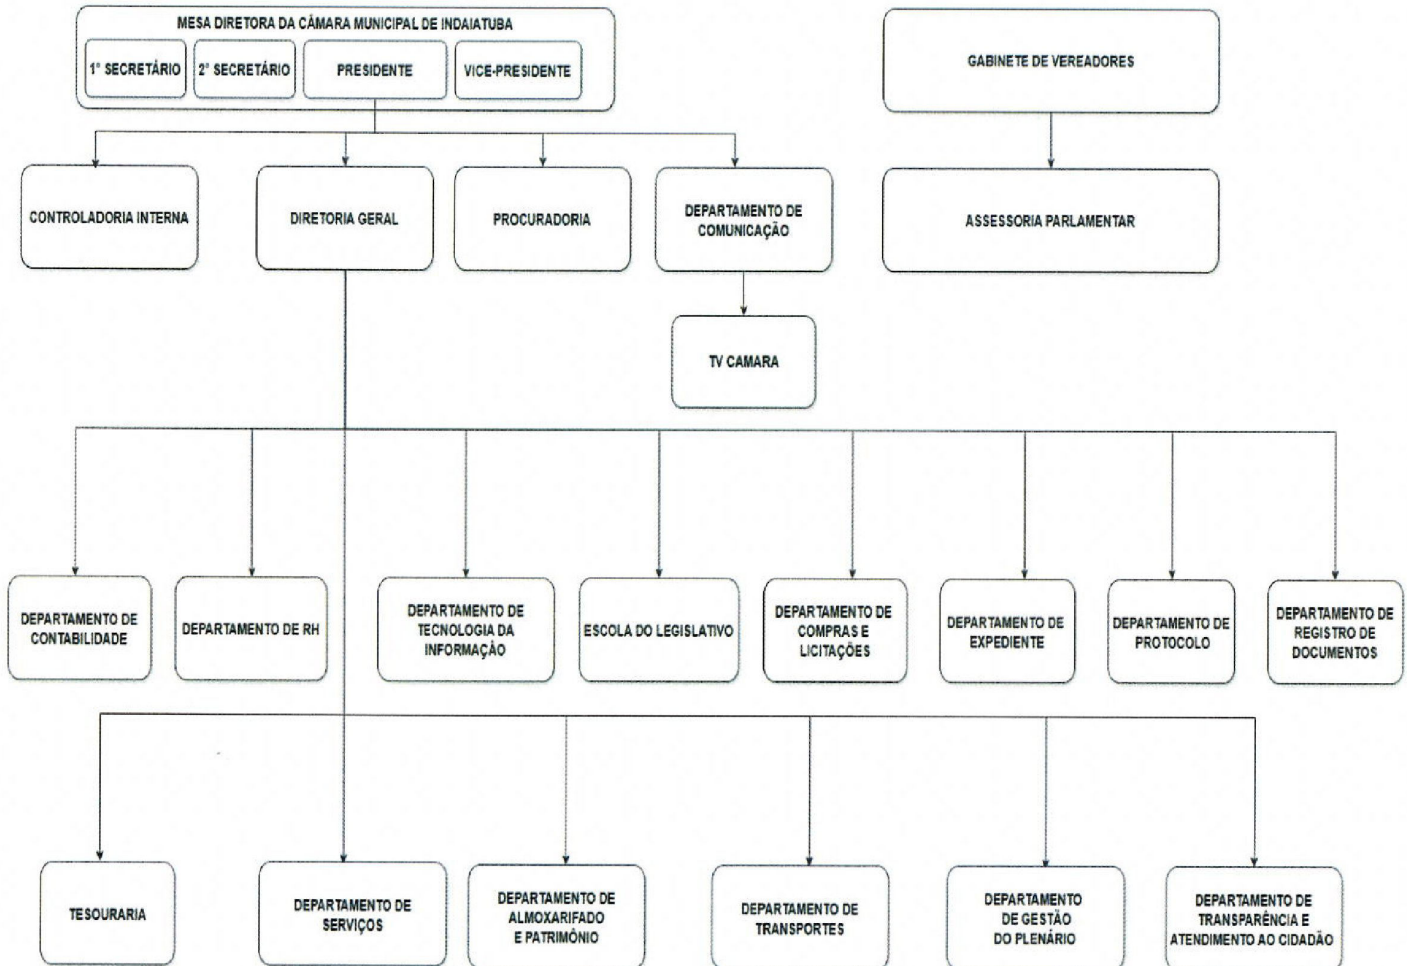 MESA DIRETORA DA CÂMARA MUNICIPAL DE INDAIATUBA
1º SECRETÁRIO
2º SECRETÁRIO
PRESIDENTE
VICE-PRESIDENTE
GABINETE DE VEREADORES
CONTROLADORIA INTERNA
DIRETORIA GERAL
PROCURADORIA
DEPARTAMENTO DE
COMUNICAÇÃO
ASSESSORIA PARLAMENTAR
TV CAMARA
DEPARTAMENTO DE
CONTABILIDADE
DEPARTAMENTO DE RH
DEPARTAMENTO DE
TECNOLOGIA DA
INFORMAÇÃO
ESCOLA DO LEGISLATIVO
DEPARTAMENTO DE
COMPRAS E
LICITAÇÕES
DEPARTAMENTO DE
EXPEDIENTE
DEPARTAMENTO DE
PROTOCOLO
DEPARTAMENTO DE
REGISTRO DE
DOCUMENTOS
TESOURARIA
DEPARTAMENTO DE
SERVIÇOS
DEPARTAMENTO DE
ALMOXARIFADO
E PATRIMÔNIO
DEPARTAMENTO DE
TRANSPORTES
DEPARTAMENTO
DE GESTÃO
DO PLENÁRIO
DEPARTAMENTO DE
TRANSPARÊNCIA E
ATENDIMENTO AO CIDADÃO